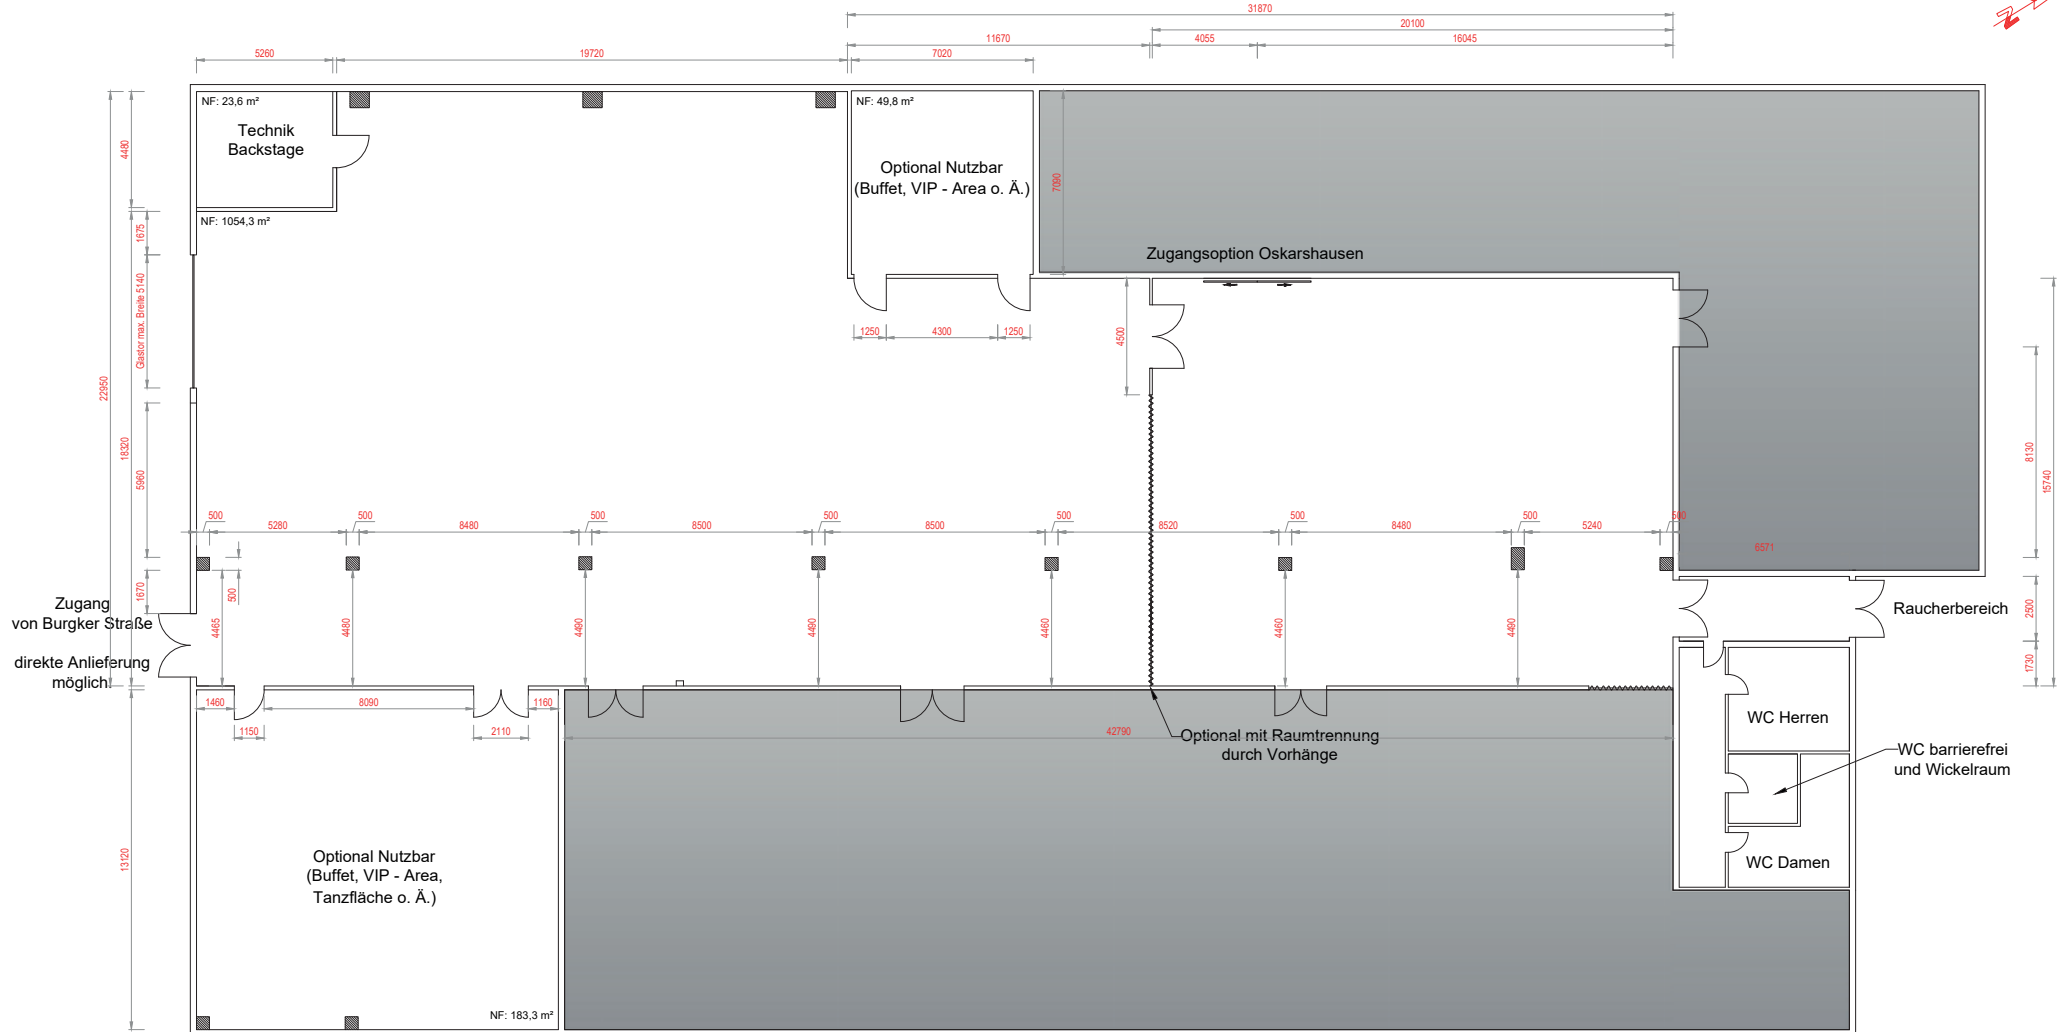 31870
20100
11670
4055
16045
5260
19720
7020
NF: 23,6 m²
Technik
Backstage
NF: 49,8 m²
Optional Nutzbar
(Buffet, VIP - Area o. Ä.)
4480
7090
NF: 1054,3 m²
1675
Zugangsoption Oskarshausen
Glastor max. Breite 5140
1250
4300
1250
4500
22950
18320
5960
8130
15740
500
5280
500
8480
500
8500
500
8500
500
8520
500
8480
500
5240
500
6571
1670
500
Zugang
von Burgker Straße
direkte Anlieferung
möglich
4465
4480
4490
4490
4460
4460
4490
Raucherbereich
2500
1730
1460
8090
1160
1150
2110
42790
Optional mit Raumtrennung
durch Vorhänge
WC Herren
WC barrierefrei
und Wickelraum
13120
Optional Nutzbar
(Buffet, VIP - Area,
Tanzfläche o. Ä.)
WC Damen
NF: 183,3 m²